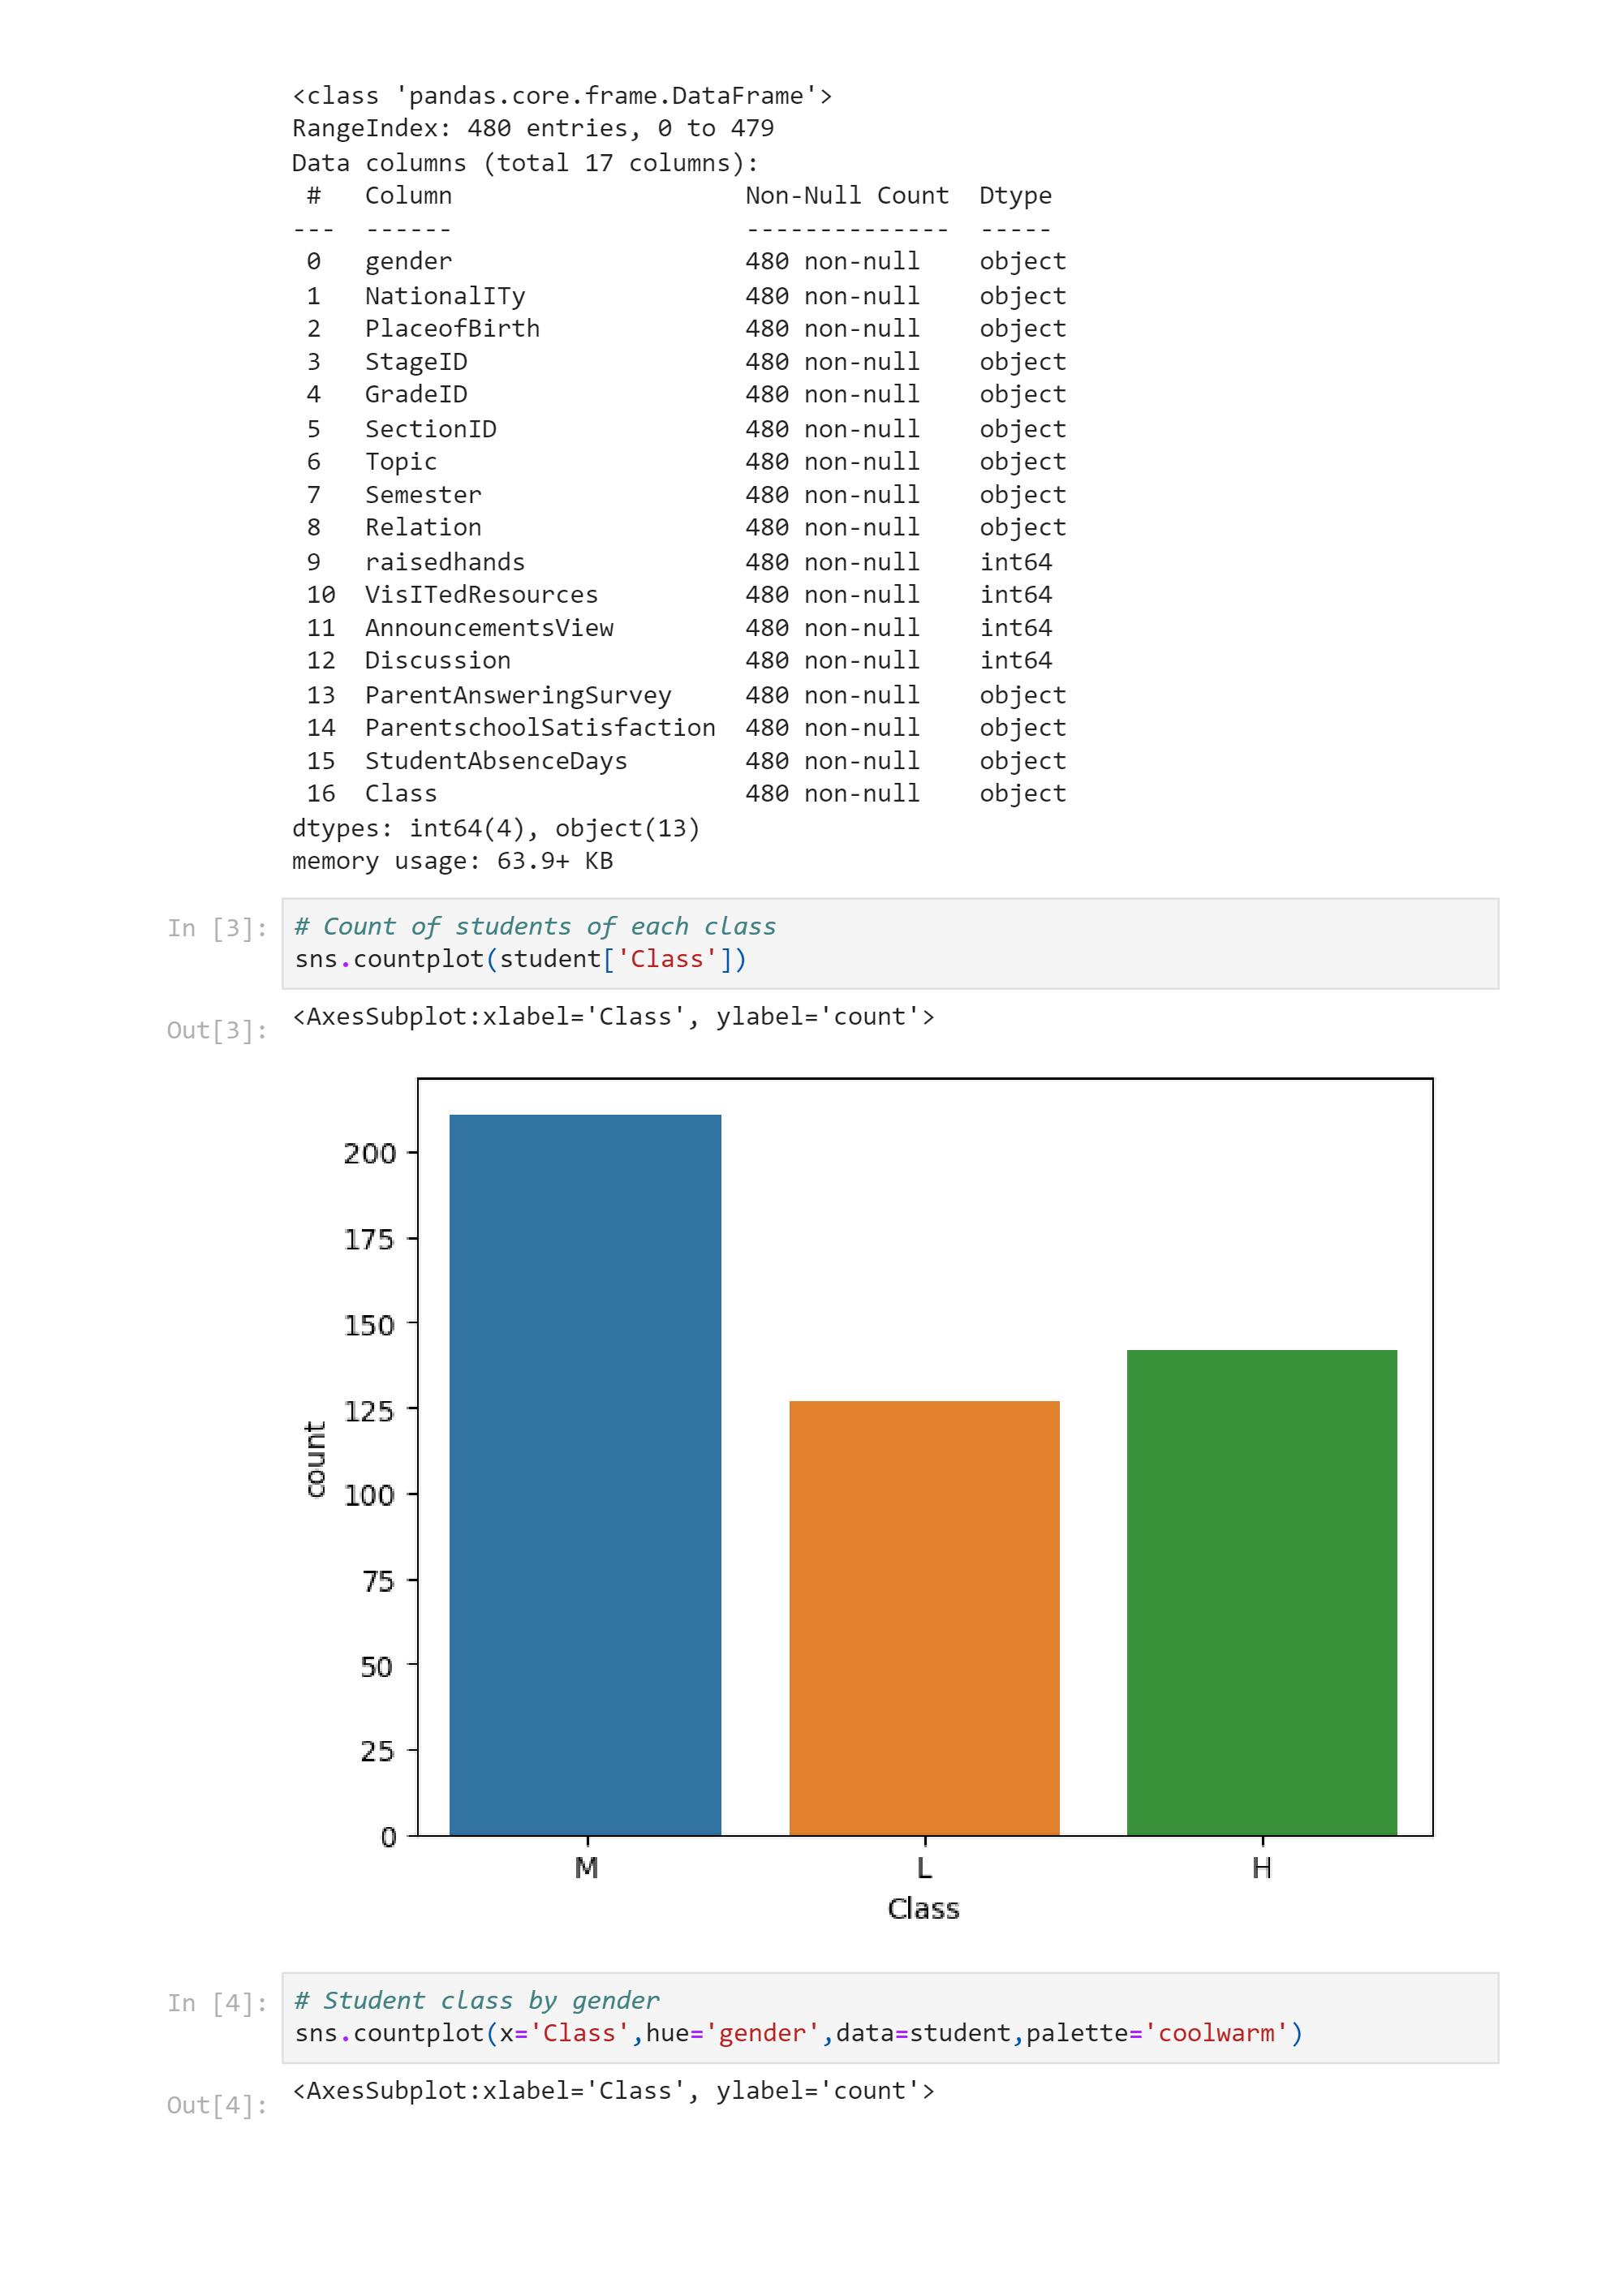 <class 'pandas.core.frame.DataFrame'>
RangeIndex: 480 entries, 0 to 479
Data columns (total 17 columns):
 #   Column                    Non-Null Count  Dtype
---  ------                    --------------  -----
 0   gender                    480 non-null    object
 1   NationalITy               480 non-null    object
 2   PlaceofBirth              480 non-null    object
 3   StageID                   480 non-null    object
 4   GradeID                   480 non-null    object
 5   SectionID                 480 non-null    object
 6   Topic                     480 non-null    object
 7   Semester                  480 non-null    object
 8   Relation                  480 non-null    object
 9   raisedhands               480 non-null    int64
 10  VisITedResources          480 non-null    int64
 11  AnnouncementsView         480 non-null    int64
 12  Discussion                480 non-null    int64
 13  ParentAnsweringSurvey     480 non-null    object
 14  ParentschoolSatisfaction  480 non-null    object
 15  StudentAbsenceDays        480 non-null    object
 16  Class                     480 non-null    object
dtypes: int64(4), object(13)
memory usage: 63.9+ KB
In [3]: # Count of students of each class
sns.countplot(student['Class'])
Out[3]: <AxesSubplot:xlabel='Class', ylabel='count'>
200
175
150
125
100
75
50
25
0
count
M L H
Class
In [4]: # Student class by gender
sns.countplot(x='Class',hue='gender',data=student,palette='coolwarm')
Out[4]: <AxesSubplot:xlabel='Class', ylabel='count'>